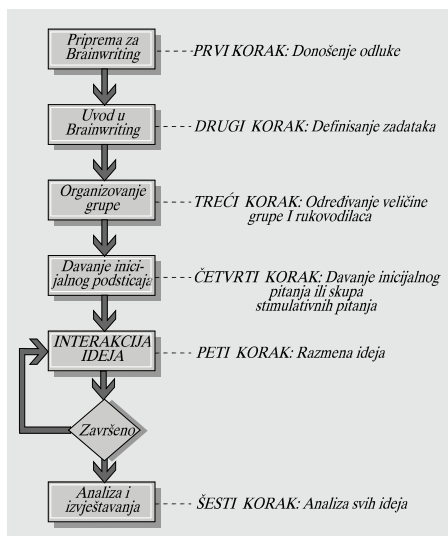 Priprema za
Brainwriting
PRVI KORAK: Donošenje odluke
Uvod u
Brainwriting
DRUGI KORAK: Definisanje zadataka
Organizovanje
grupe
TREĆI KORAK: Određivanje veličine
grupe I rukovodilaca
Davanje inici-
jalnog podsticaja
ČETVRTI KORAK: Davanje inicijalnog
pitanja ili skupa
stimulativnih pitanja
INTERAKCIJA
IDEJA
PETI KORAK: Razmena ideja
Završeno
Analiza i
izvještavanja
ŠESTI KORAK: Analiza svih ideja